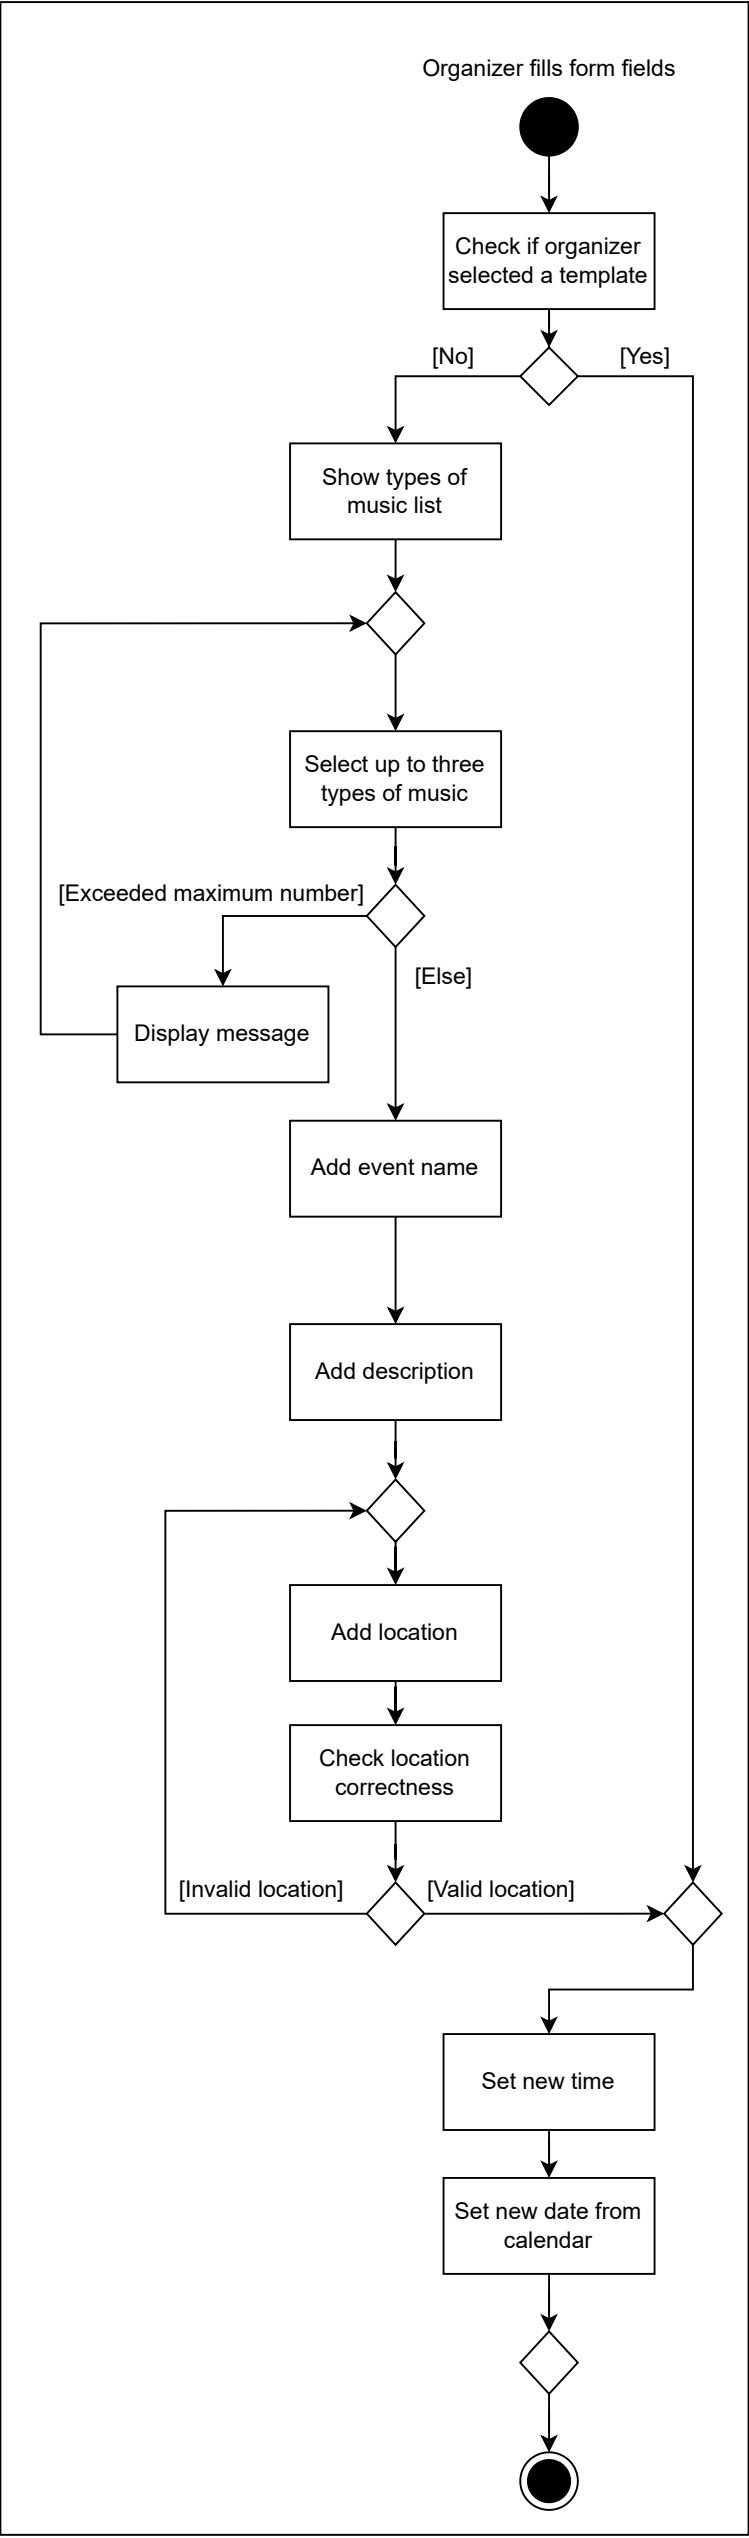 Organizer fills form fields
Check if organizer
selected a template
[No]
[Yes]
Show types of
music list
Select up to three
types of music
[Exceeded maximum number]
[Else]
Display message
Add event name
Add description
Add location
Check location
correctness
[Invalid location]
[Valid location]
Set new time
Set new date from
calendar